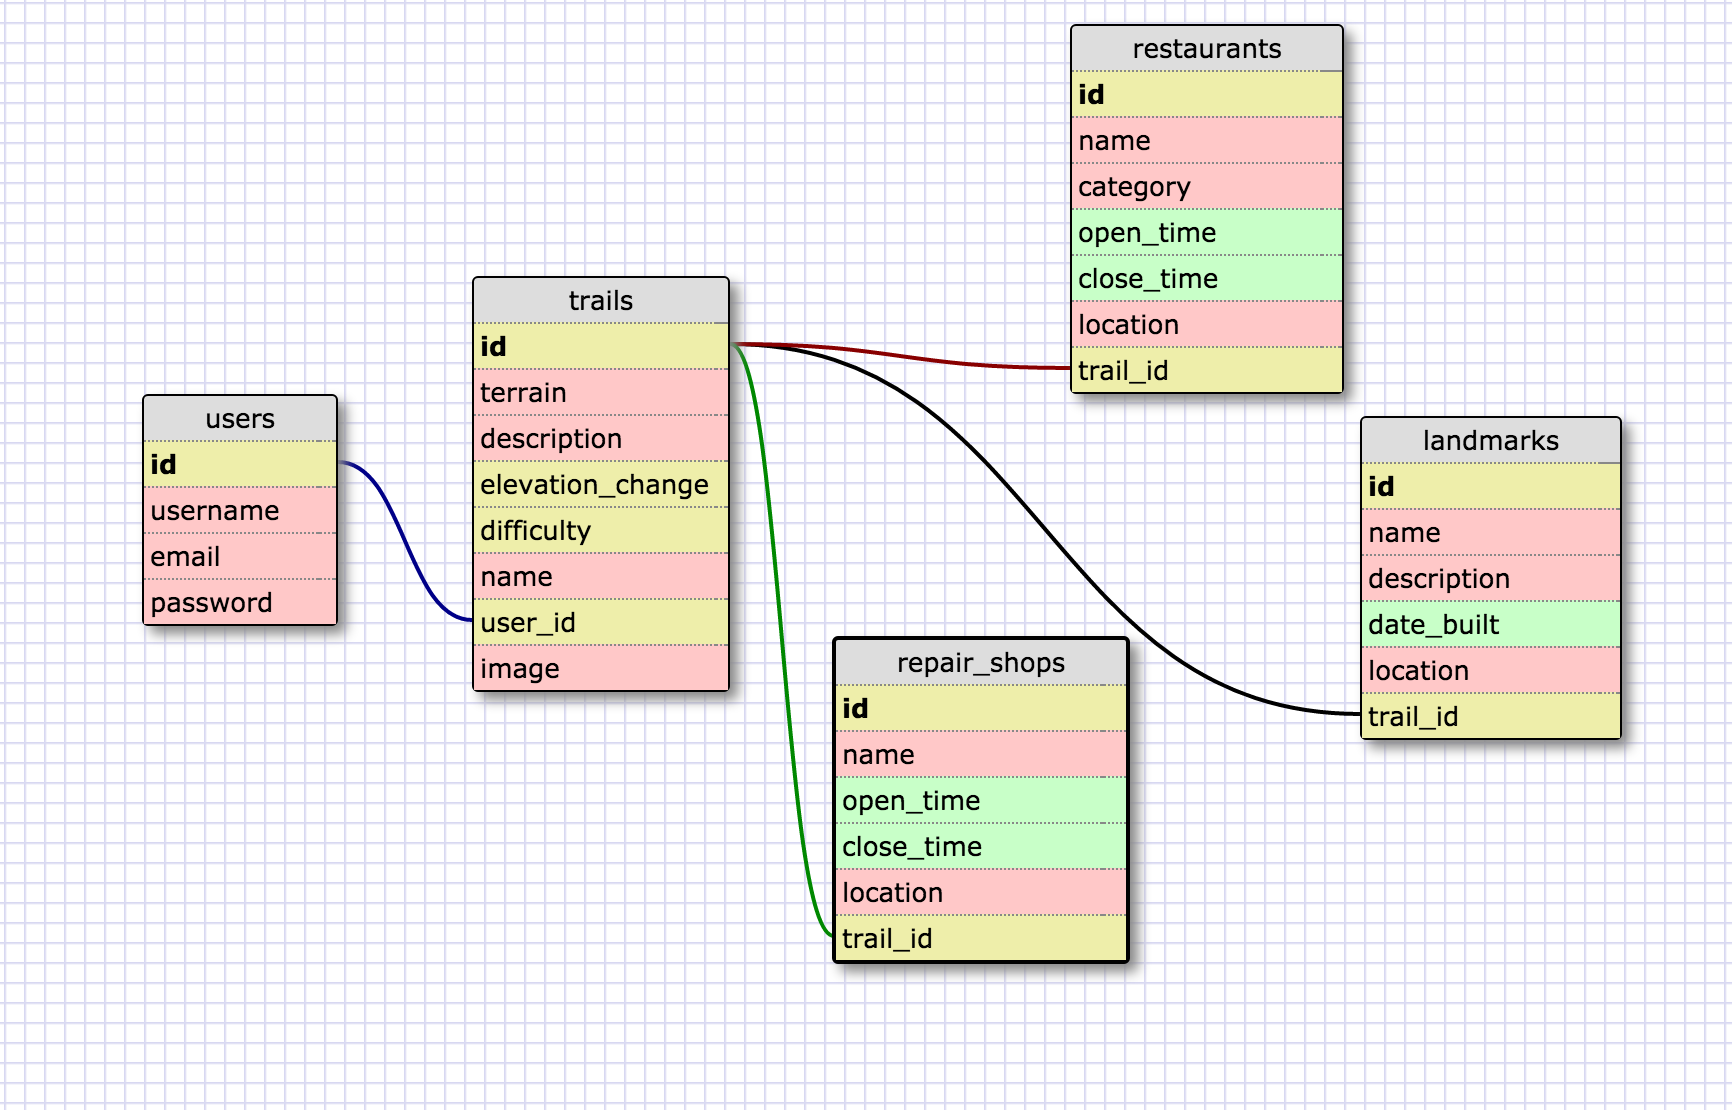 restaurants
id
name
category
open_time
close_time
location
trail_id
trails
id
terrain
description
elevation_change
difficulty
name
user_id
image
users
id
username
email
password
landmarks
id
name
description
date_built
location
trail_id
repair_shops
id
name
open_time
close_time
location
trail_id